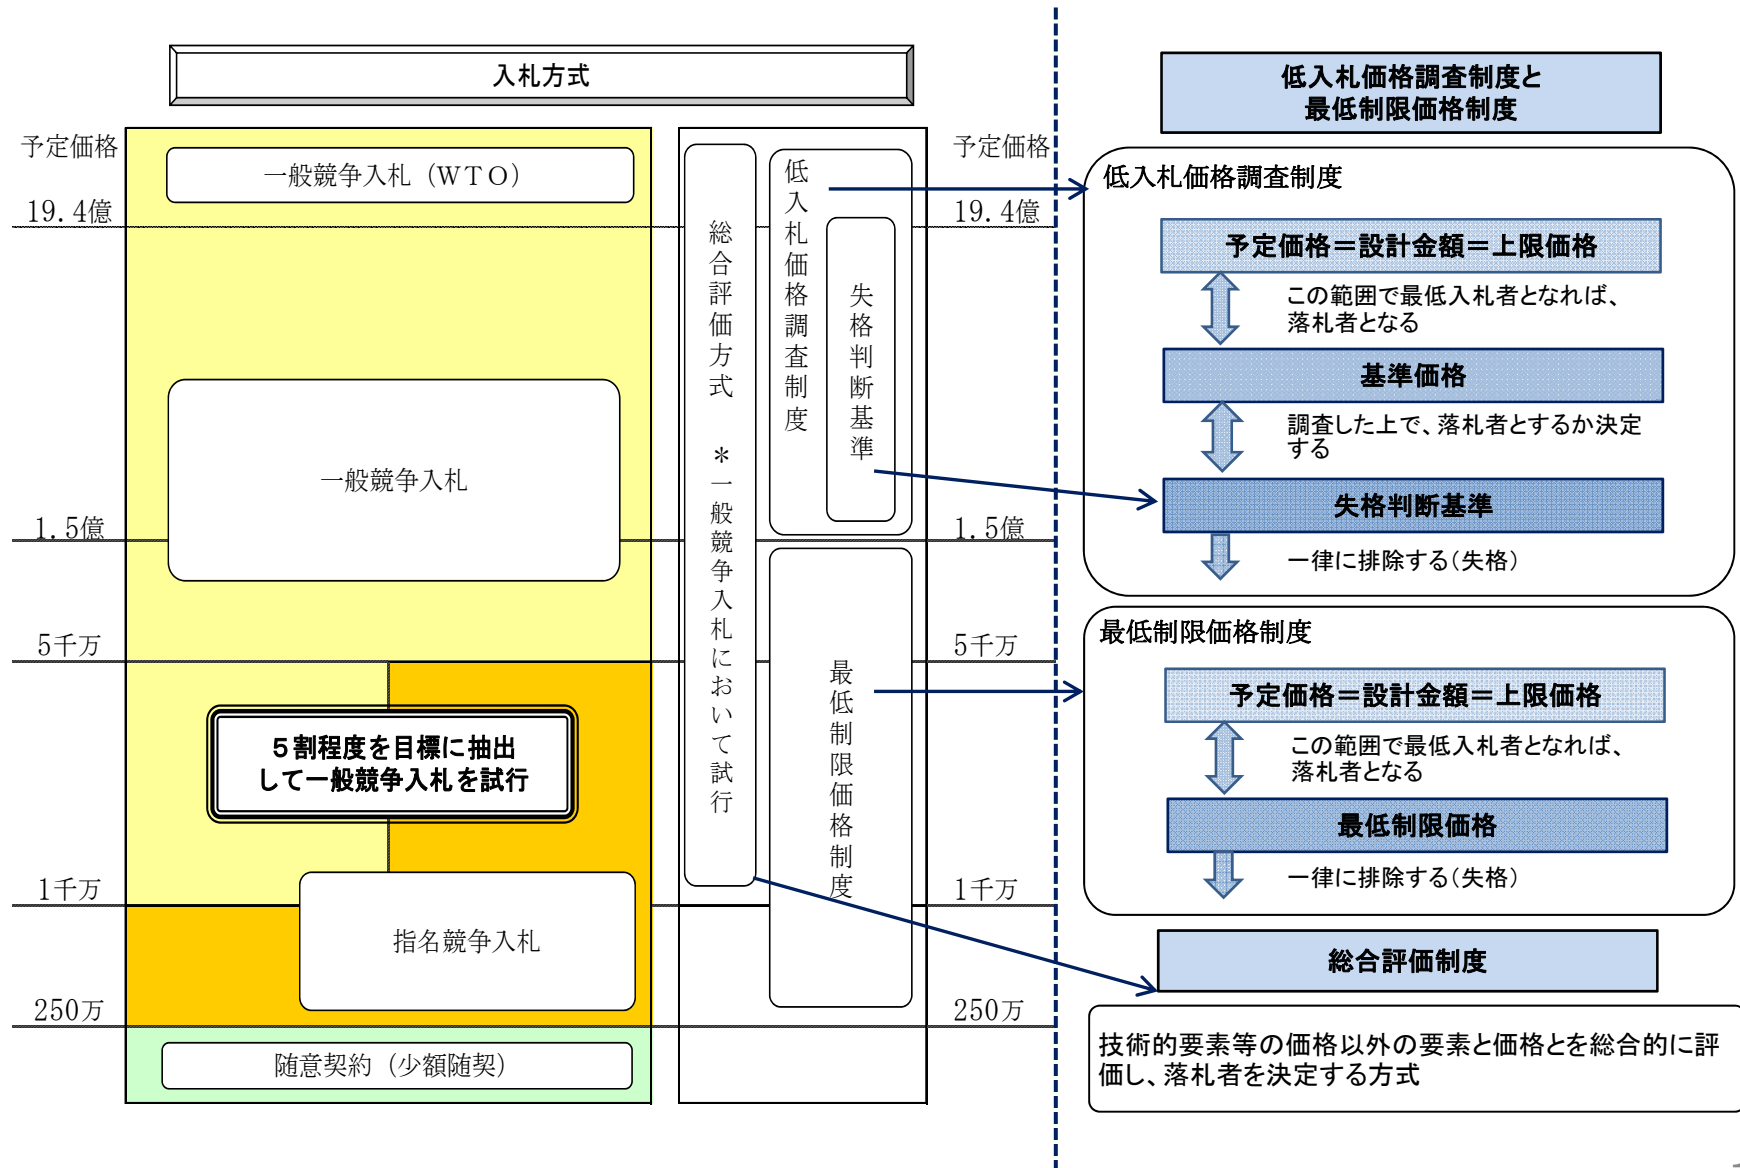 入札方式
予定価格
19.4億
1.5億
5千万
1千万
250万
一般競争入札（ＷＴＯ）
一般競争入札
５割程度を目標に抽出
して一般競争入札を試行
指名競争入札
随意契約（少額随契）
総合評価方式　＊一般競争入札において試行
低入札価格調査制度
失格判断基準
最低制限価格制度
予定価格
19.4億
1.5億
5千万
1千万
250万
低入札価格調査制度と
最低制限価格制度
低入札価格調査制度
予定価格＝設計金額＝上限価格
この範囲で最低入札者となれば、
落札者となる
基準価格
調査した上で、落札者とするか決定
する
失格判断基準
一律に排除する（失格）
最低制限価格制度
予定価格＝設計金額＝上限価格
この範囲で最低入札者となれば、
落札者となる
最低制限価格
一律に排除する（失格）
総合評価制度
技術的要素等の価格以外の要素と価格とを総合的に評
価し、落札者を決定する方式